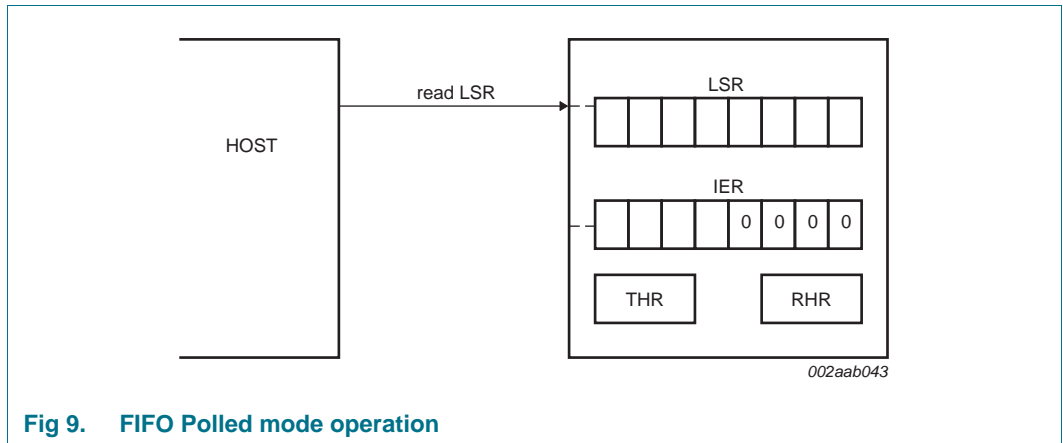 read LSR
LSR
HOST
IER
0 0 0 0
THR RHR
002aab043
Fig 9. FIFO Polled mode operation